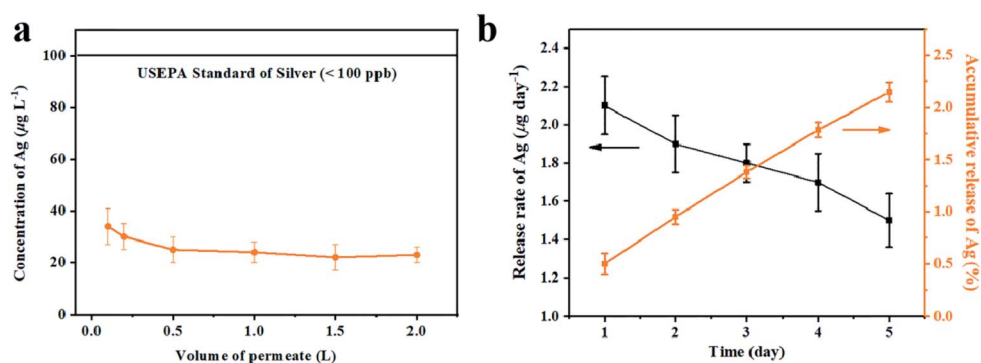 a
100
80
60
40
20
0
USEPA Standard of Silver (< 100 ppb)
Concentration of Ag (µg L⁻¹)
0.0 0.5 1.0 1.5 2.0
Volume of permeate (L)
b
2.4
2.2
2.0
1.8
1.6
1.4
1.2
1.0
Release rate of Ag (µg day⁻¹)
1 2 3 4 5
Time (day)
2.5
2.0
1.5
1.0
0.5
0.0
Accumulative release
of Ag (%)